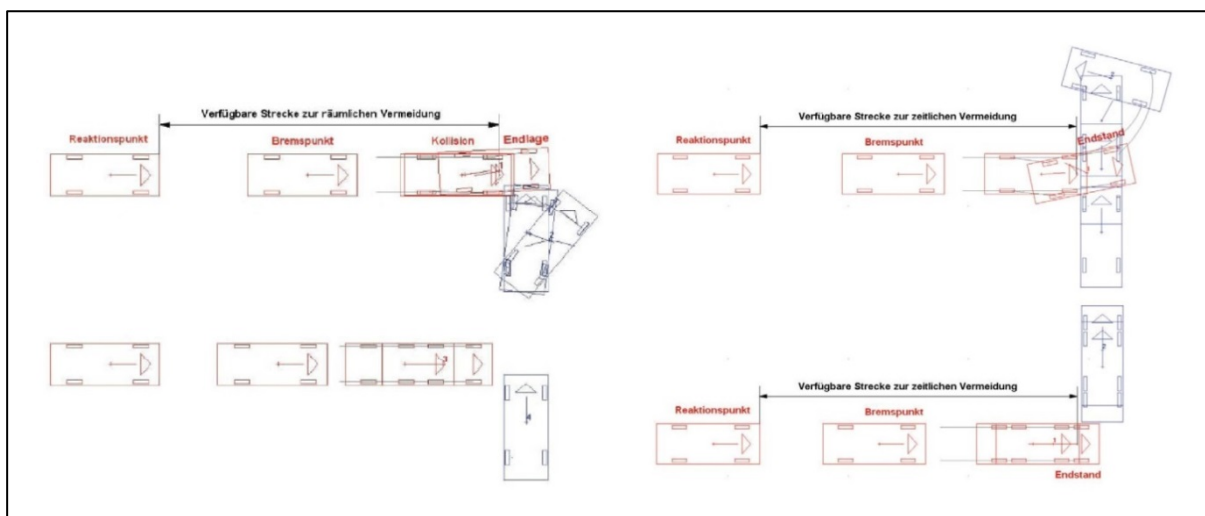 Verfügbare Strecke zur räumlichen Vermeidung
Reaktionspunkt
Bremspunkt
Kollision
Endlage
Verfügbare Strecke zur zeitlichen Vermeidung
Reaktionspunkt
Bremspunkt
Endstand
Verfügbare Strecke zur zeitlichen Vermeidung
Reaktionspunkt
Bremspunkt
Endstand